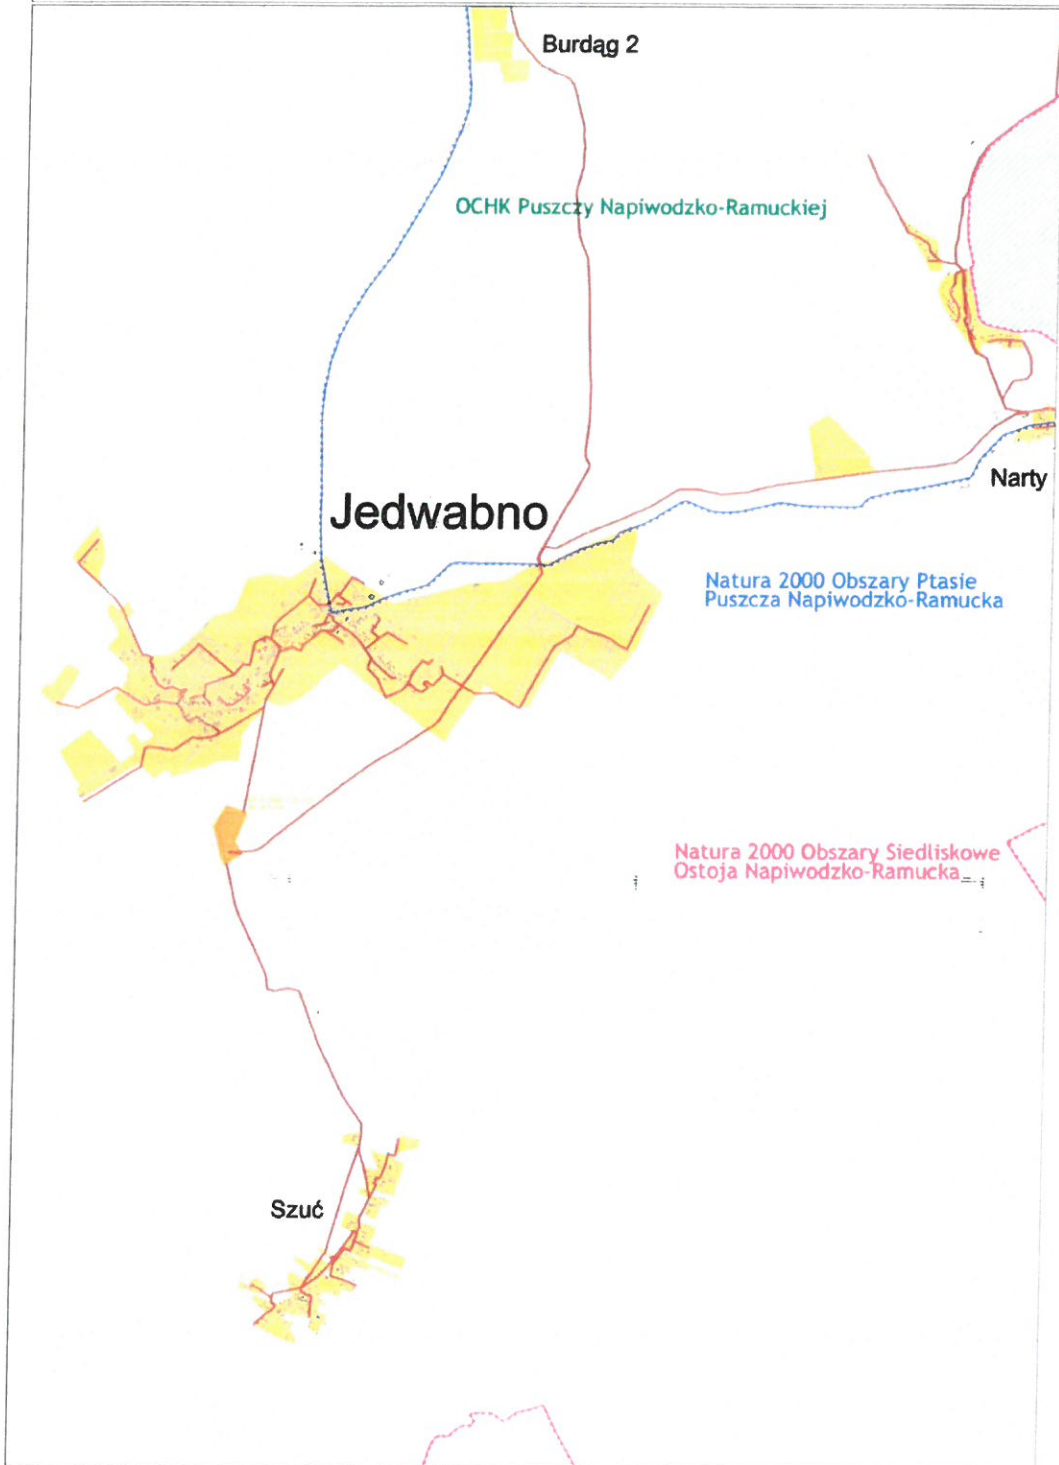 Burdąg 2
OCHK Puszczy Napiwodzko-Ramuckiej
Narty
Jedwabno
Natura 2000 Obszary Ptasie
Puszcza Napiwodzko-Ramucka
Natura 2000 Obszary Siedliskowe
Ostoja Napiwodzko-Ramucka
Szuć